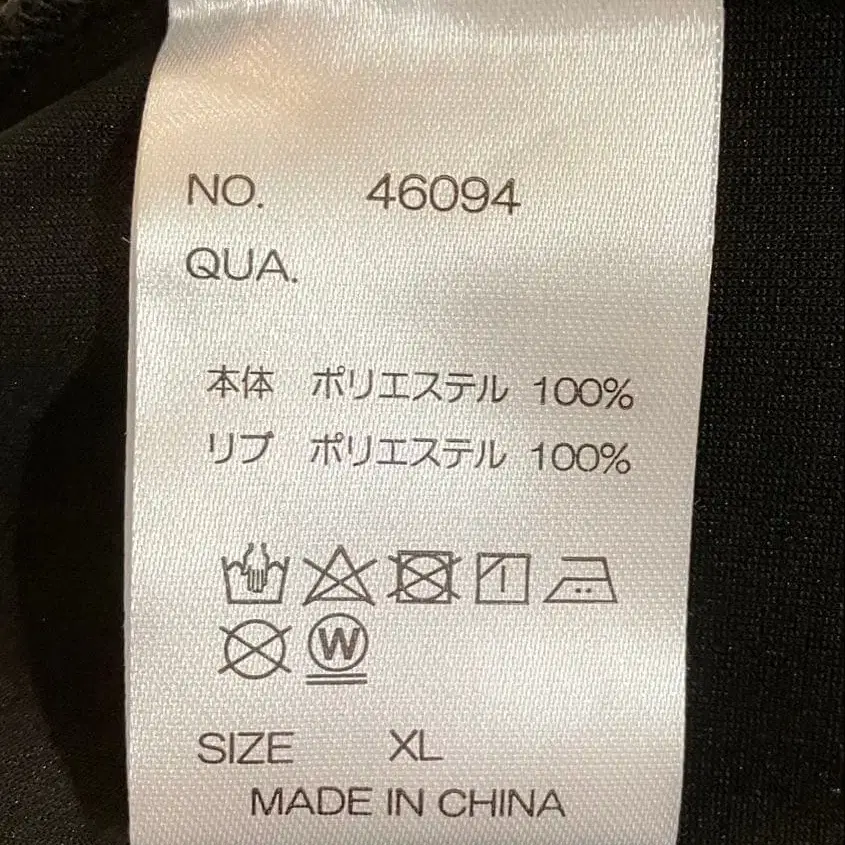 NO. 46094
QUA.
本体 ポリエステル 100%
リブ ポリエステル 100%
W
SIZE XL
MADE IN CHINA